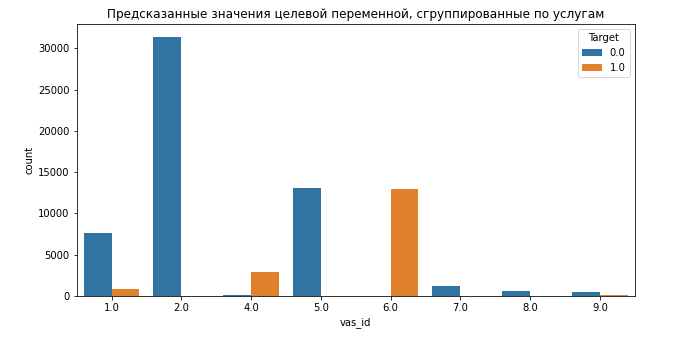 Предсказанные значения целевой переменной, сгруппированные по услугам
Target
0.0
1.0
30000
25000
20000
15000
10000
5000
0
count
1.0 2.0 4.0 5.0 6.0 7.0 8.0 9.0
vas_id